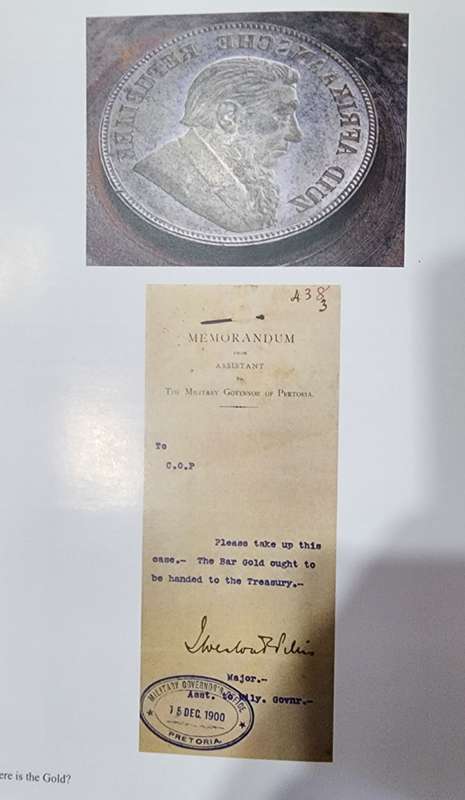 ZUID AFRIKAANSCHE REPUBLIEK
438
3
MEMORANDUM
FROM
ASSISTANT
TO
THE MILITARY GOVERNOR OF PERTORIA.
To
C.O.P
Please take up this
case.- The Bar Gold ought to
be handed to the Treasury.-
Major.-
Asst. to Mily. Govnr.-
MILITARY GOVERNOR'S OFFICE
15 DEC. 1900
PRETORIA.
ere is the Gold?